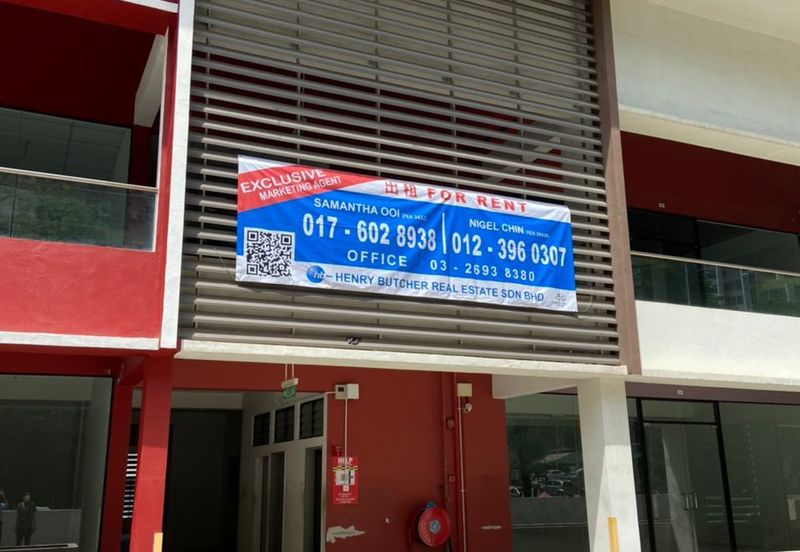 EXCLUSIVE
MARKETING AGENT
出租 FOR RENT
SAMANTHA OOI
017 - 602 8938
NIGEL CHIN
012 - 396 0307
OFFICE 03 - 2693 8380
HENRY BUTCHER REAL ESTATE SDN BHD
HELP